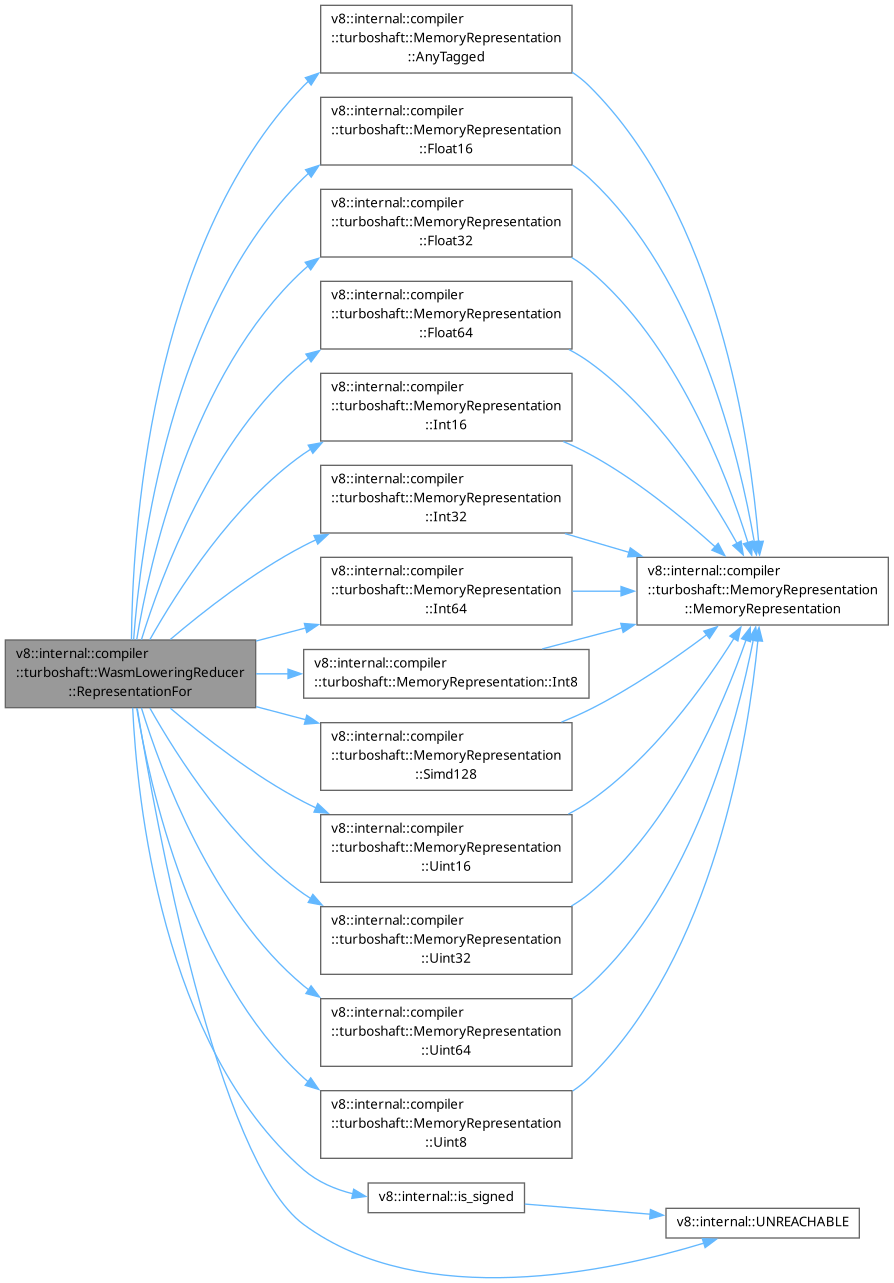 v8::internal::compiler
::turboshaft::MemoryRepresentation
::AnyTagged
v8::internal::compiler
::turboshaft::MemoryRepresentation
::Float16
v8::internal::compiler
::turboshaft::MemoryRepresentation
::Float32
v8::internal::compiler
::turboshaft::MemoryRepresentation
::Float64
v8::internal::compiler
::turboshaft::MemoryRepresentation
::Int16
v8::internal::compiler
::turboshaft::MemoryRepresentation
::Int32
v8::internal::compiler
::turboshaft::MemoryRepresentation
::MemoryRepresentation
v8::internal::compiler
::turboshaft::MemoryRepresentation
::Int64
v8::internal::compiler
::turboshaft::WasmLoweringReducer
::RepresentationFor
v8::internal::compiler
::turboshaft::MemoryRepresentation::Int8
v8::internal::compiler
::turboshaft::MemoryRepresentation
::Simd128
v8::internal::compiler
::turboshaft::MemoryRepresentation
::Uint16
v8::internal::compiler
::turboshaft::MemoryRepresentation
::Uint32
v8::internal::compiler
::turboshaft::MemoryRepresentation
::Uint64
v8::internal::compiler
::turboshaft::MemoryRepresentation
::Uint8
v8::internal::is_signed
v8::internal::UNREACHABLE